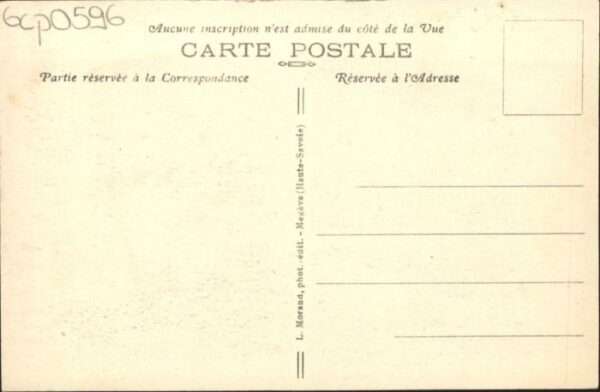 6cp0596
Aucune inscription n'est admise du côté de la Vue
CARTE POSTALE
Partie réservée à la Correspondance
Réservée à l'Adresse
L. Morand, phot. édit. - Megève (Haute-Savoie)